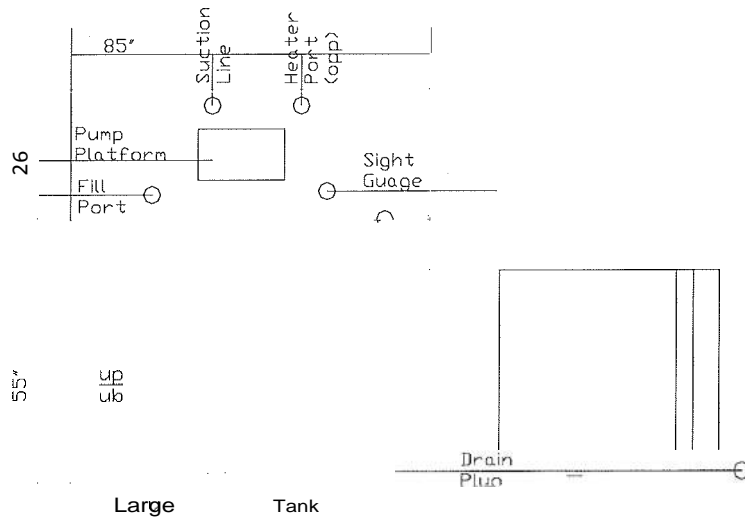 85"
Suction
Line
Heater
Port
(opp)
Pump
Platform
26
Fill
Port
Sight
Guage
55"
up
ub
Drain
Large Tank